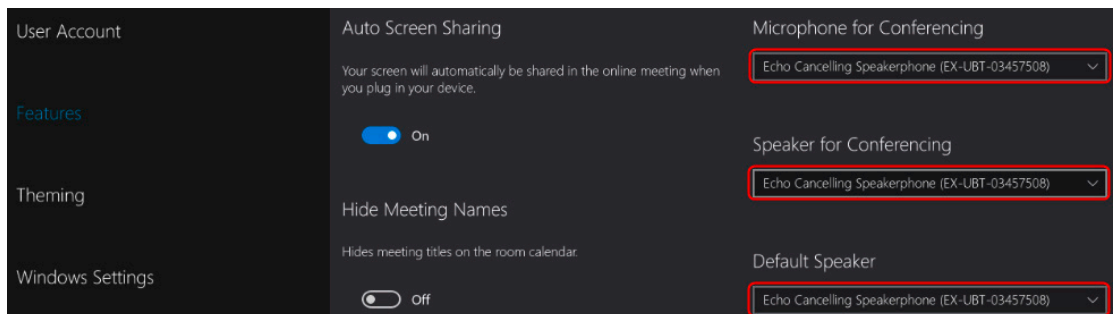 User Account
Features
Theming
Windows Settings
Auto Screen Sharing
Your screen will automatically be shared in the online meeting when
you plug in your device.
On
Hide Meeting Names
Hides meeting titles on the room calendar.
Off
Microphone for Conferencing
Echo Cancelling Speakerphone (EX-UBT-03457508)
Speaker for Conferencing
Echo Cancelling Speakerphone (EX-UBT-03457508)
Default Speaker
Echo Cancelling Speakerphone (EX-UBT-03457508)